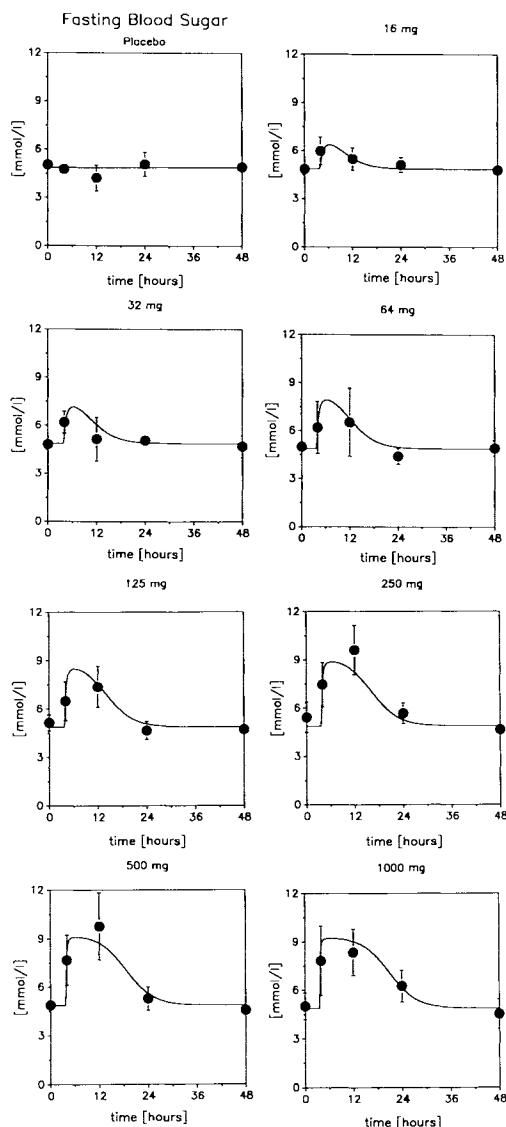 Fasting Blood Sugar
Placebo
16 mg
12
9
6
3
0
[mmol/l]
0 12 24 36 48
time [hours]
12
9
6
3
0
[mmol/l]
0 12 24 36 48
time [hours]
32 mg
64 mg
12
9
6
3
0
[mmol/l]
0 12 24 36 48
time [hours]
12
9
6
3
0
[mmol/l]
0 12 24 36 48
time [hours]
125 mg
250 mg
12
9
6
3
0
[mmol/l]
0 12 24 36 48
time [hours]
12
9
6
3
0
[mmol/l]
0 12 24 36 48
time [hours]
500 mg
1000 mg
12
9
6
3
0
[mmol/l]
0 12 24 36 48
time [hours]
12
9
6
3
0
[mmol/l]
0 12 24 36 48
time [hours]